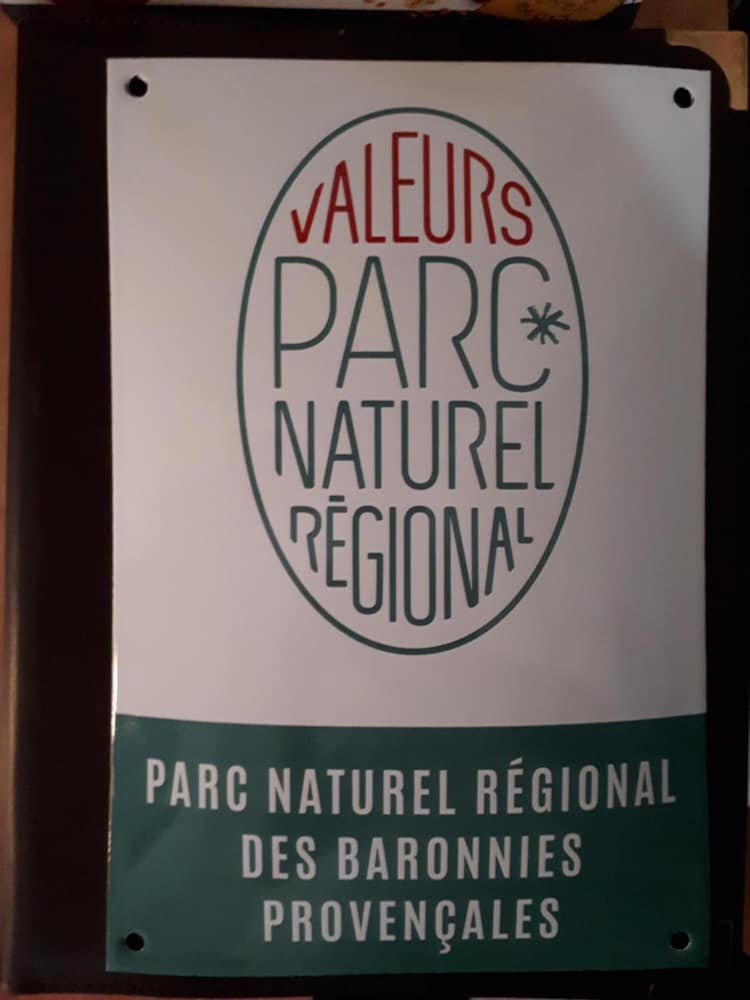 VALEURS
PARC*
NATUREL
RÉGIONAL
PARC NATUREL RÉGIONAL
DES BARONNIES
PROVENÇALES